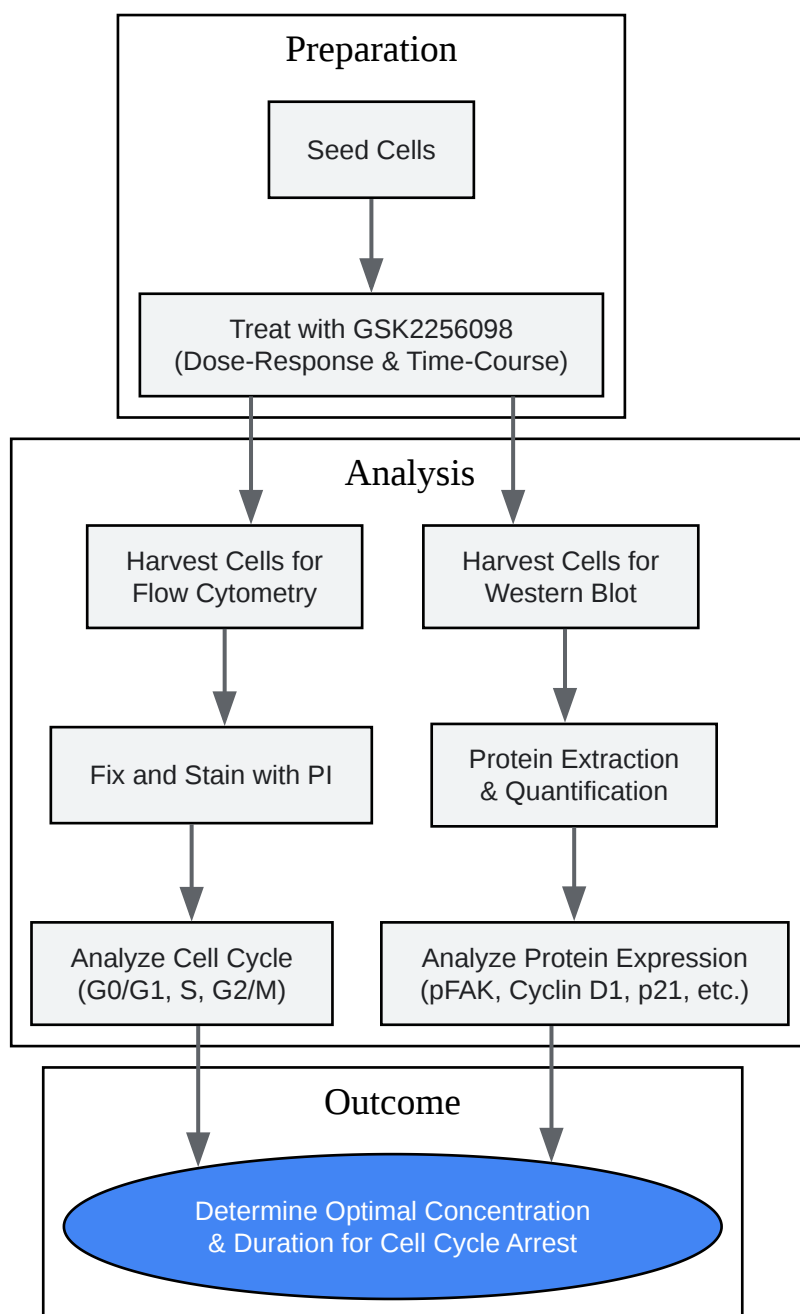 Preparation
Seed Cells
Treat with GSK2256098
(Dose-Response & Time-Course)
Analysis
Harvest Cells for
Flow Cytometry
Harvest Cells for
Western Blot
Fix and Stain with PI
Protein Extraction
& Quantification
Analyze Cell Cycle
(G0/G1, S, G2/M)
Analyze Protein Expression
(pFAK, Cyclin D1, p21, etc.)
Outcome
Determine Optimal Concentration
& Duration for Cell Cycle Arrest